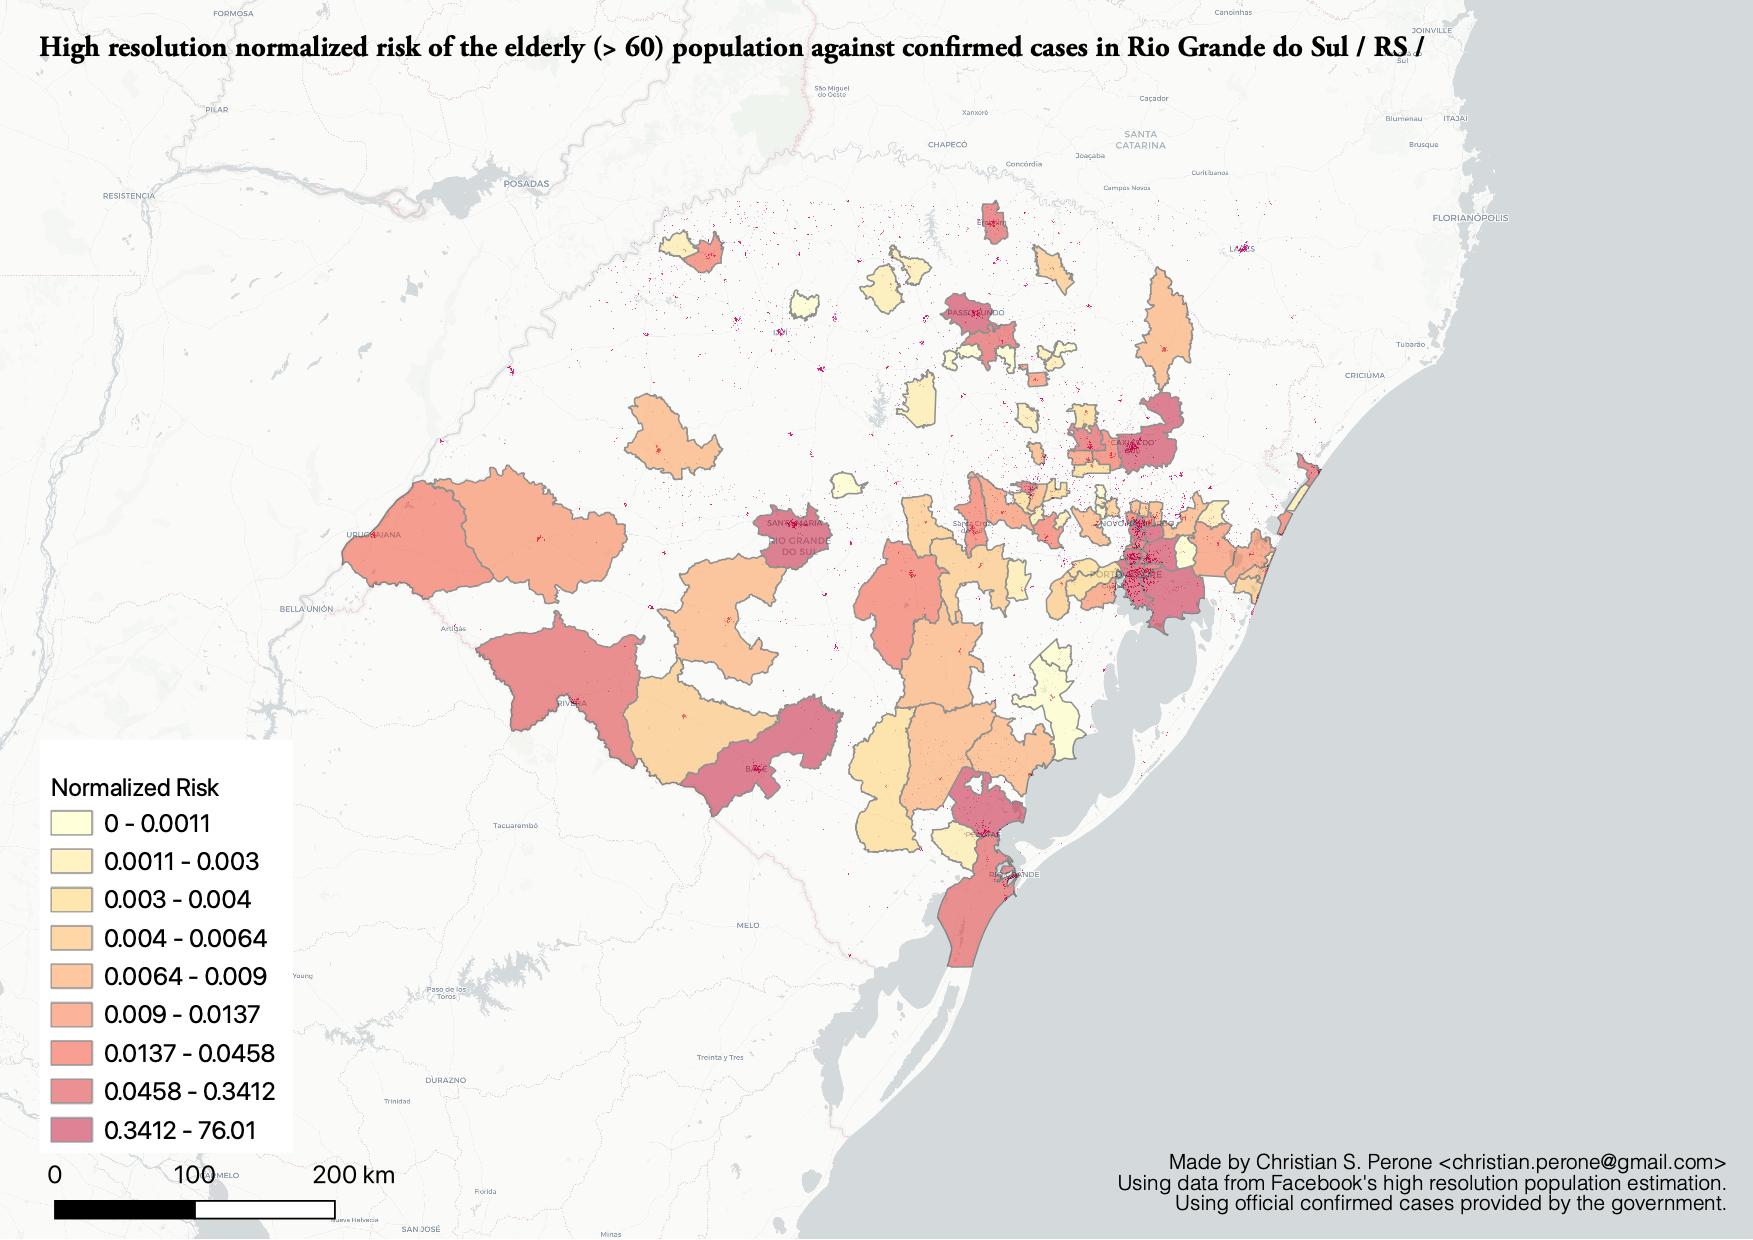 FORMOSA
Canoinhas
JOINVILLE
High resolution normalized risk of the elderly (> 60) population against confirmed cases in Rio Grande do Sul / RS /
Sul
São Miguel
do Oeste
Caçador
PILAR
Xanxerê
Blumenau
ITAJAÍ
SANTA
CATARINA
CHAPECÓ
Brusque
Joaçaba
Concórdia
Curitibanos
POSADAS
Campos Novos
RESISTENCIA
FLORIANÓPOLIS
Erechim
LAGES
PASSO FUNDO
IJUÍ
Tubarão
CRICIÚMA
CAXIAS DO
SUL
SANTA MARIA
Santa Cruz
NOVO HAMBURGO
URUGUAIANA
RIO GRANDE
DO SUL
PORTO ALEGRE
BELLA UNIÓN
Artigas
RIVERA
BAGÉ
Normalized Risk
0 - 0.0011
Tacuarembó
PELOTAS
0.0011 - 0.003
RIO GRANDE
0.003 - 0.004
MELO
0.004 - 0.0064
0.0064 - 0.009
Young
Paso de los
Toros
0.009 - 0.0137
0.0137 - 0.0458
Treinta y Tres
DURAZNO
0.0458 - 0.3412
Trinidad
0.3412 - 76.01
0 100 200 km
CARMELO
Florida
Nueva Helvecia
SAN JOSÉ
Minas
Made by Christian S. Perone <christian.perone@gmail.com>
Using data from Facebook's high resolution population estimation.
Using official confirmed cases provided by the government.